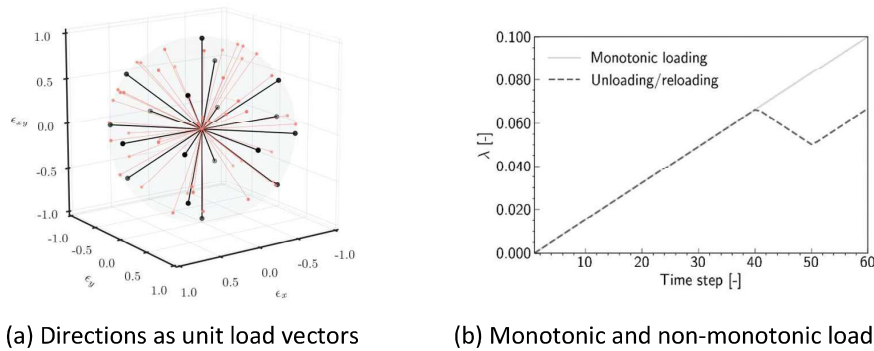 1.0
0.5
0.0
-0.5
-1.0
ϵxy
-1.0
-0.5
0.0
0.5
1.0
ϵy
1.0
0.5
0.0
-0.5
-1.0
ϵx
0.100
0.080
0.060
0.040
0.020
0.000
λ [-]
Monotonic loading
Unloading/reloading
10 20 30 40 50 60
Time step [-]
(a) Directions as unit load vectors
(b) Monotonic and non-monotonic load